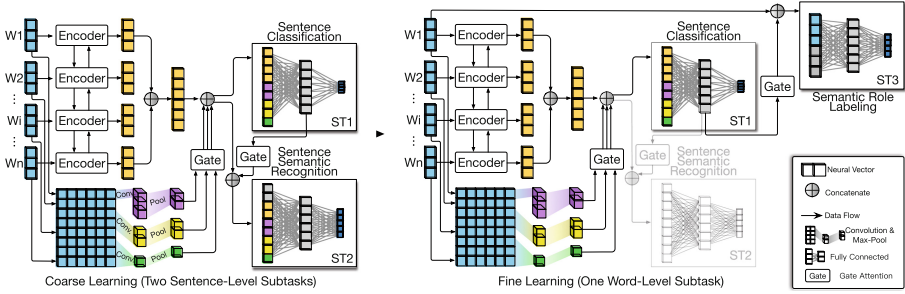 W1
Encoder
W2
Encoder
...
Wi
Encoder
...
Wn
Encoder
Conv.
Pool
Conv.
Pool
Conv.
Pool
Gate
Sentence
Classification
ST1
Gate
Sentence
Semantic
Recognition
ST2
Coarse Learning (Two Sentence-Level Subtasks)
W1
Encoder
W2
Encoder
...
Wi
Encoder
...
Wn
Encoder
Gate
Sentence
Classification
ST1
Gate
Sentence
Semantic
Recognition
ST2
Gate
ST3
Semantic Role
Labeling
Fine Learning (One Word-Level Subtask)
Neural Vector
Concatenate
Data Flow
Convolution &
Max-Pool
Fully Connected
Gate
Gate Attention